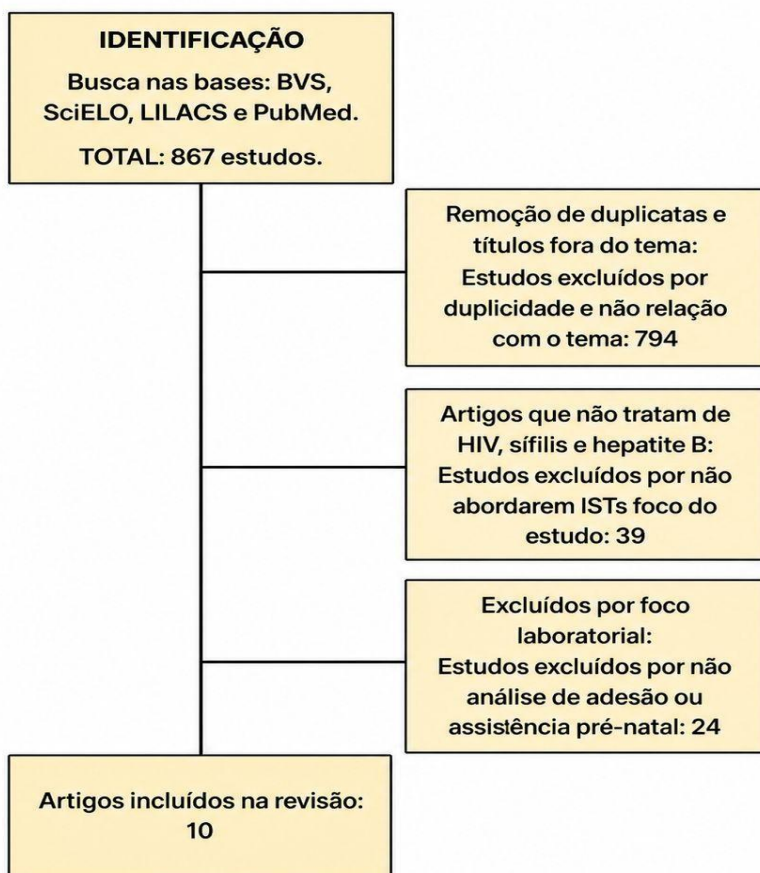 IDENTIFICAÇÃO
Busca nas bases: BVS,
SciELO, LILACS e PubMed.
TOTAL: 867 estudos.
Remoção de duplicatas e
títulos fora do tema:
Estudos excluídos por
duplicidade e não relação
com o tema: 794
Artigos que não tratam de
HIV, sífilis e hepatite B:
Estudos excluídos por não
abordarem ISTs foco do
estudo: 39
Excluídos por foco
laboratorial:
Estudos excluídos por não
análise de adesão ou
assistência pré-natal: 24
Artigos incluídos na revisão:
10